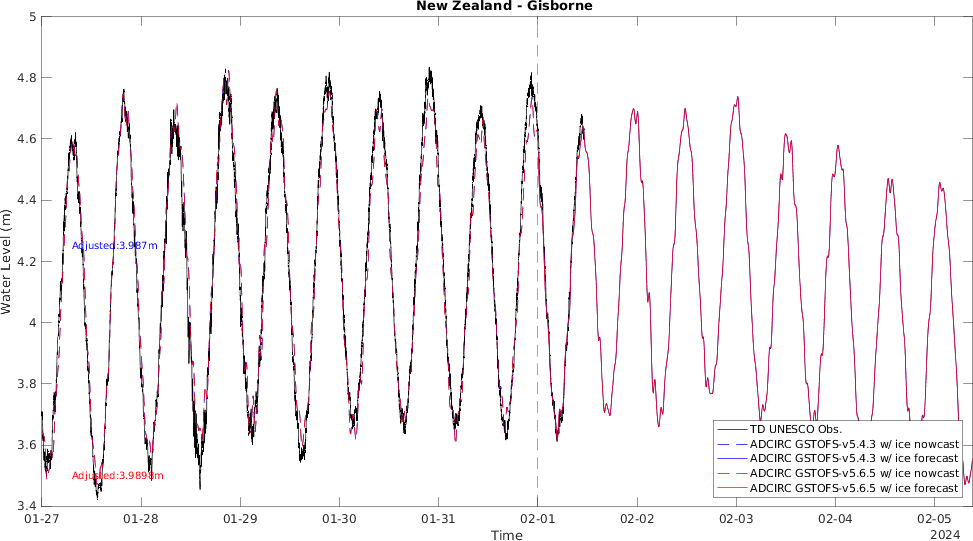 New Zealand - Gisborne
5
4.8
4.6
4.4
4.2
4
3.8
3.6
3.4
Water Level (m)
Adjusted:3.987m
Adjusted:3.9898m
TD UNESCO Obs.
ADCIRC GSTOFS-v5.4.3 w/ ice nowcast
ADCIRC GSTOFS-v5.4.3 w/ ice forecast
ADCIRC GSTOFS-v5.6.5 w/ ice nowcast
ADCIRC GSTOFS-v5.6.5 w/ ice forecast
01-27 01-28 01-29 01-30 01-31 02-01 02-02 02-03 02-04 02-05
2024
Time